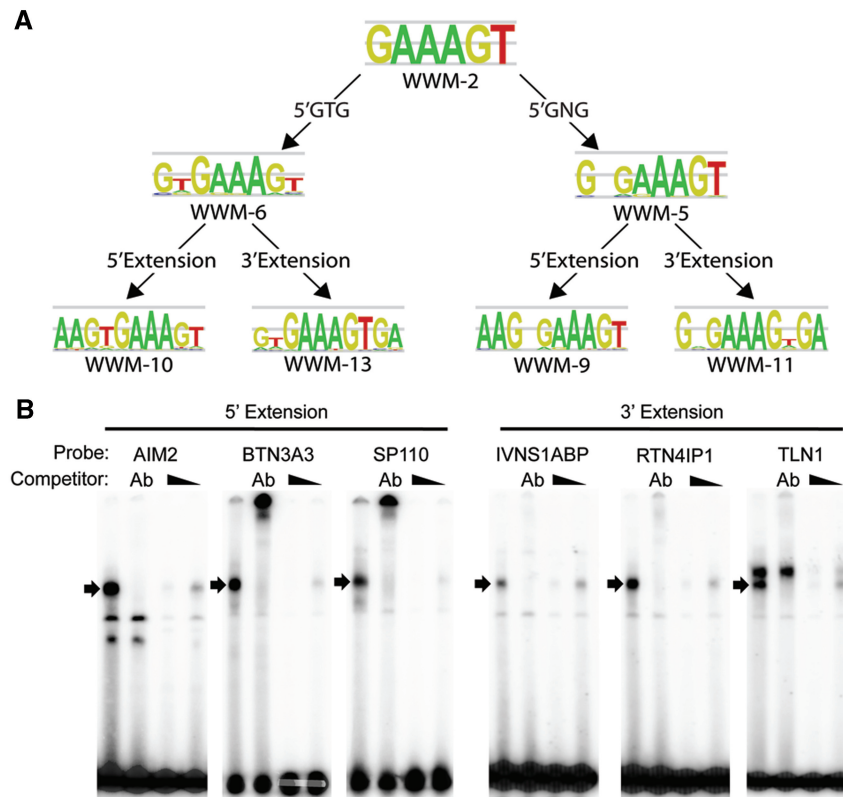 A
GAAAGT
WWM-2
5'GTG
5'GNG
GTGAAAGT
WWM-6
G GAAAGT
WWM-5
5'Extension
3'Extension
5'Extension
3'Extension
AAGTGAAAGT
WWM-10
GTGAAAGTGA
WWM-13
AAG GAAAGT
WWM-9
G GAAAGTGA
WWM-11
B
5' Extension
3' Extension
Probe: AIM2 BTN3A3 SP110 IVNS1ABP RTN4IP1 TLN1
Competitor: Ab Ab Ab Ab Ab Ab